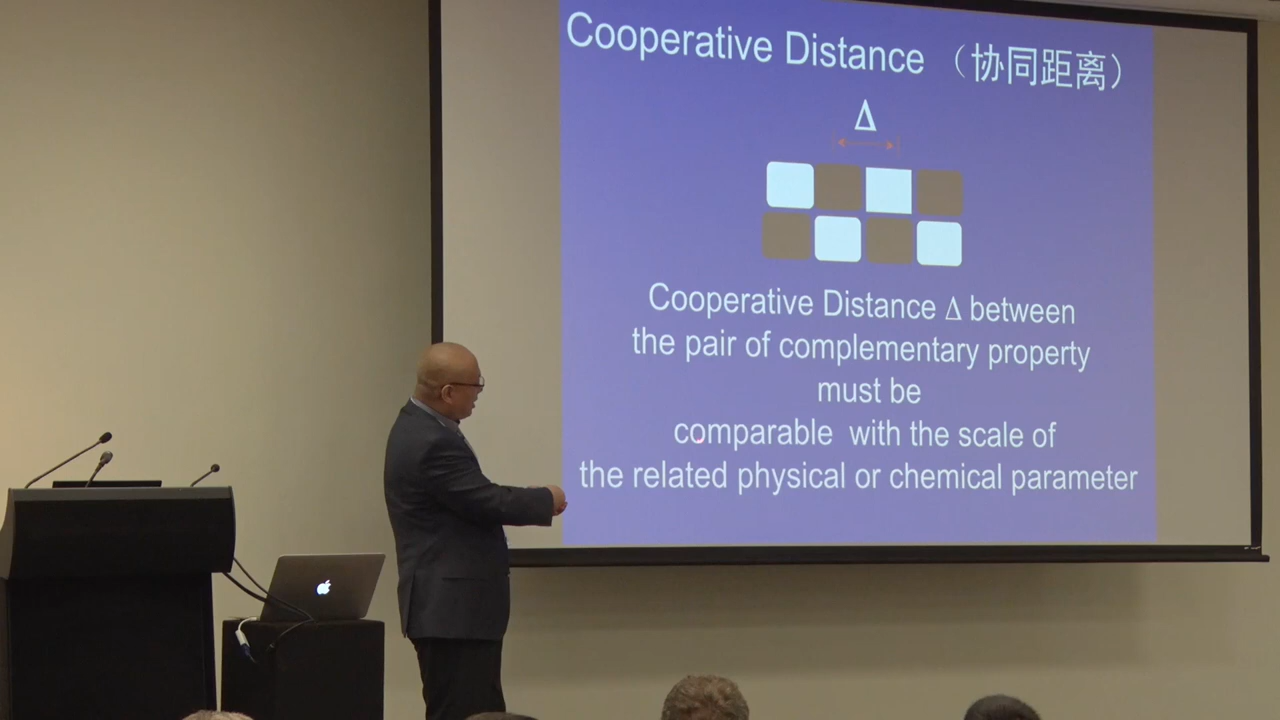 Cooperative Distance （协同距离）
Δ
Cooperative Distance Δ between
the pair of complementary property
must be
comparable with the scale of
the related physical or chemical parameter